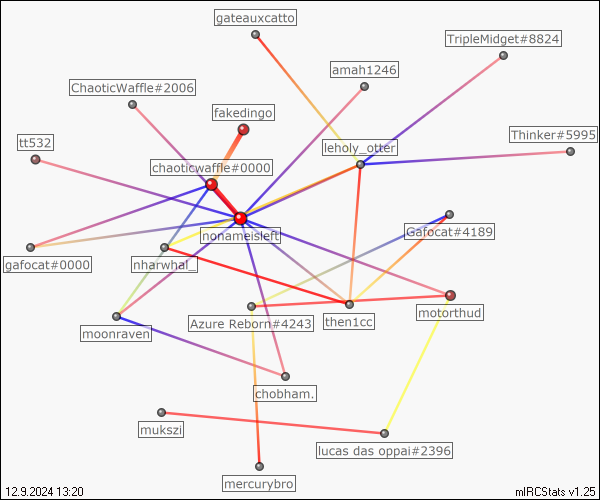 gateauxcatto
TripleMidget#8824
amah1246
ChaoticWaffle#2006
fakedingo
Thinker#5995
tt532
leholy_otter
chaoticwaffle#0000
nonameisleft
Gafocat#4189
gafocat#0000
nharwhal_
motorthud
Azure Reborn#4243
then1cc
moonraven
chobham.
mukszi
lucas das oppai#2396
mercurybro
12.9.2024 13:20
mIRCStats v1.25